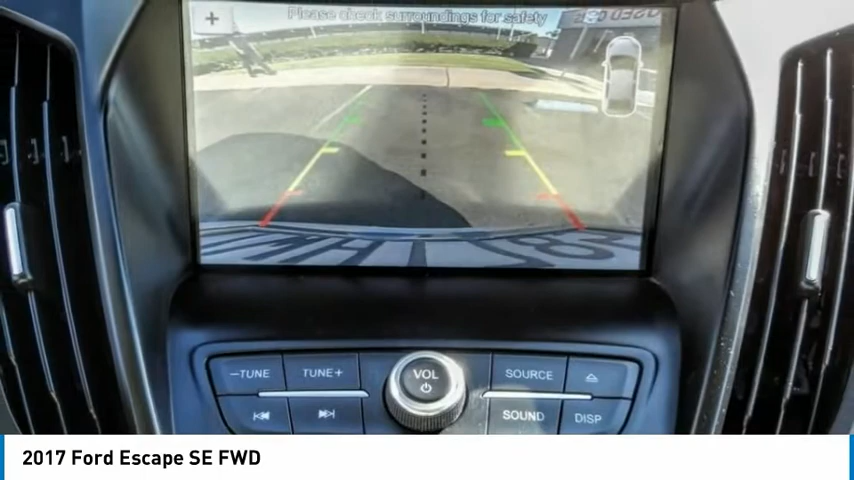 Please check surroundings for safety
+
-TUNE
TUNE+
VOL
SOURCE
SOUND
DISP
2017 Ford Escape SE FWD